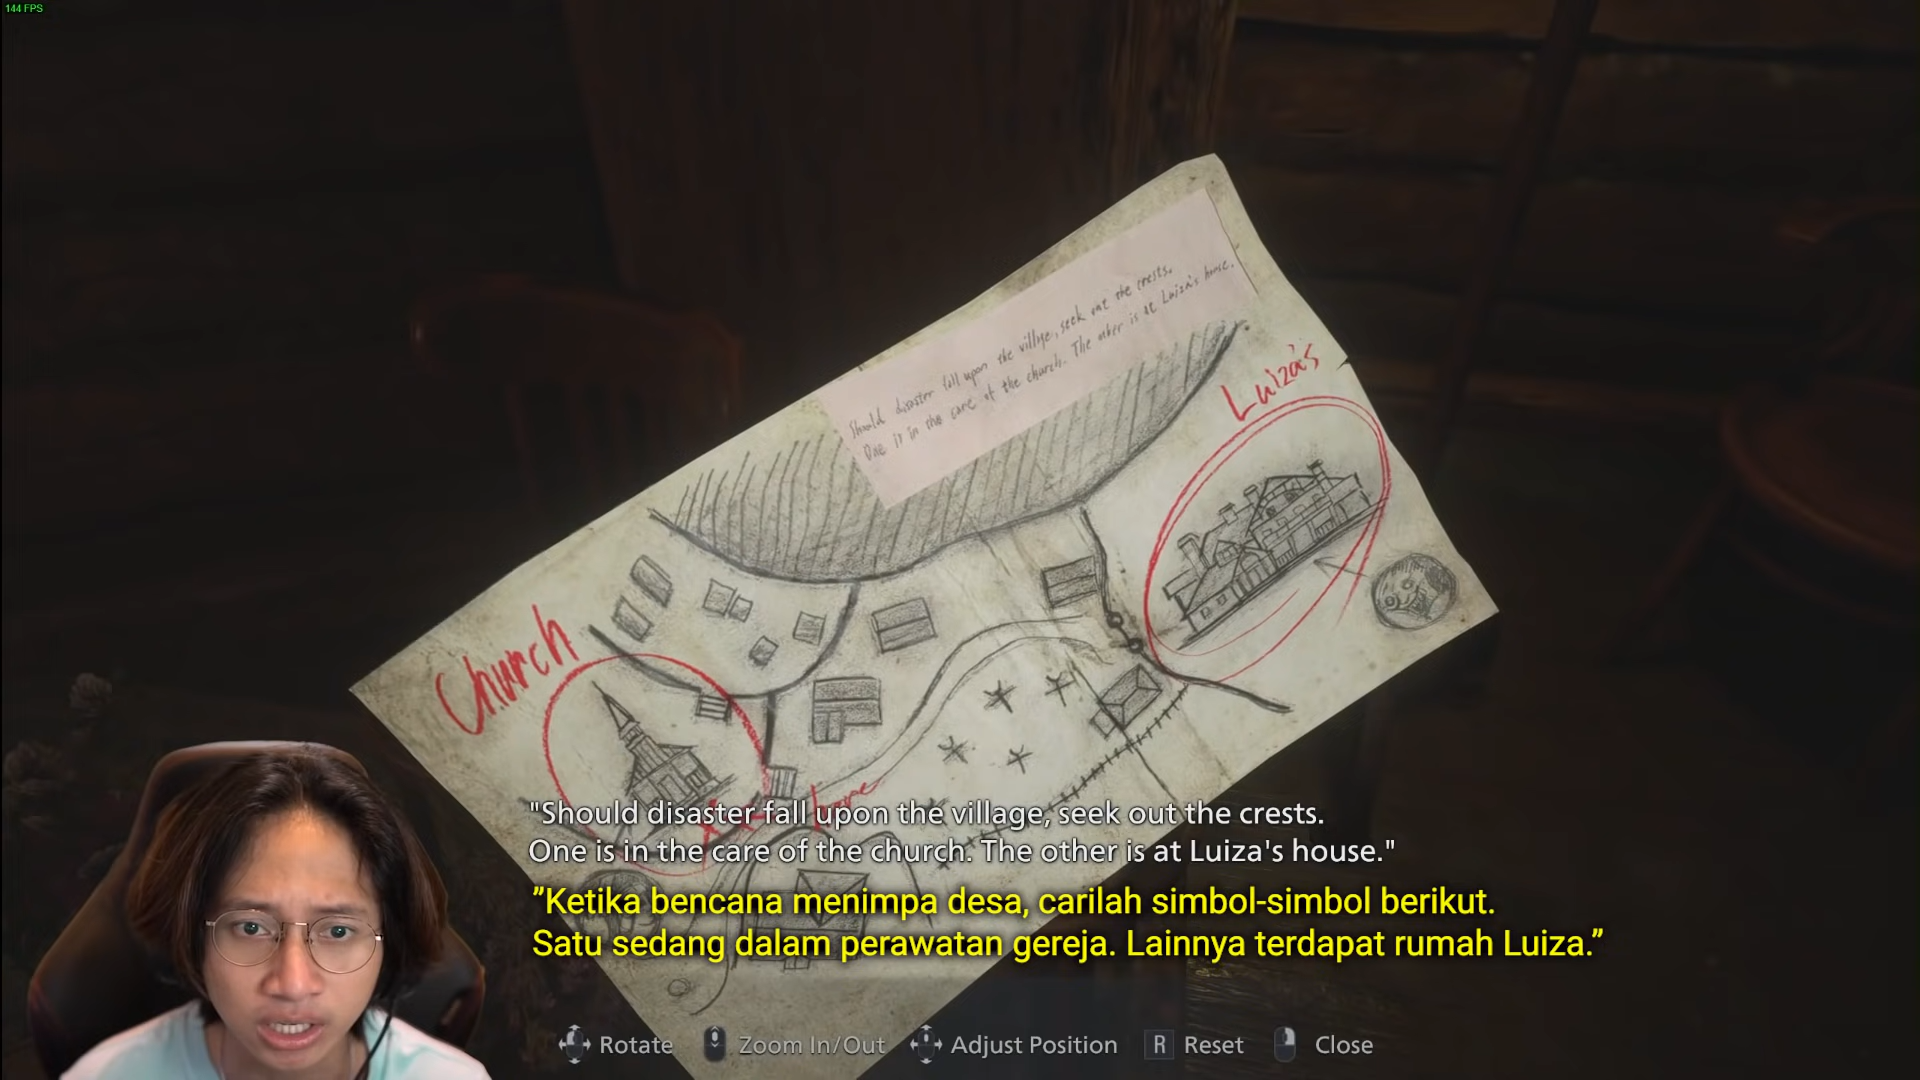 144 FPS
Should disaster fall upon the village, seek out the crests.
One is in the care of the church. The other is at Luiza's house.
Luiza's
Church
"Should disaster fall upon the village, seek out the crests.
One is in the care of the church. The other is at Luiza's house."
"Ketika bencana menimpa desa, carilah simbol-simbol berikut.
Satu sedang dalam perawatan gereja. Lainnya terdapat rumah Luiza."
Rotate
Zoom In/Out
Adjust Position
R Reset
Close